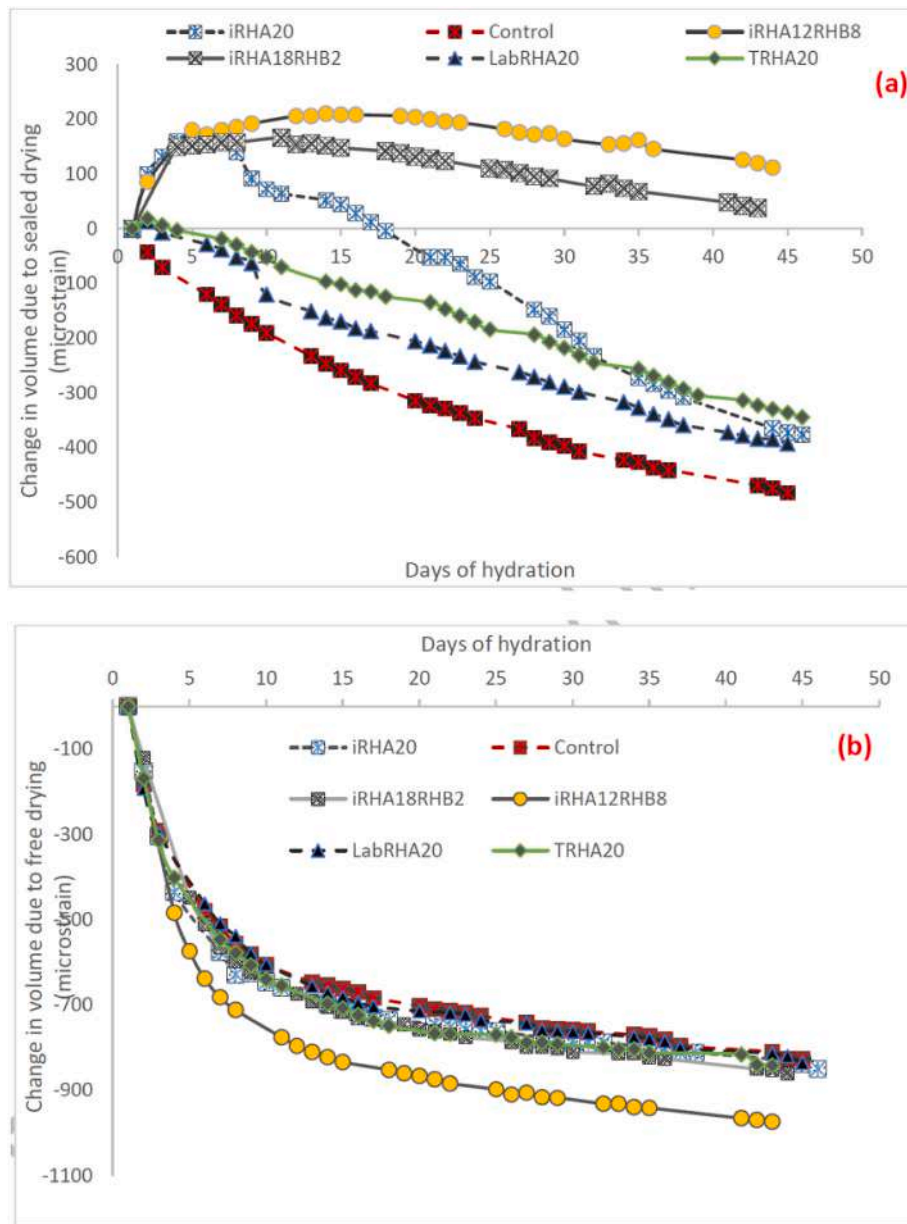 iRHA20 Control iRHA12RHB8
iRHA18RHB2 LabRHA20 TRHA20
(a)
300
200
100
0
-100
-200
-300
-400
-500
-600
0 5 10 15 20 25 30 35 40 45 50
Change in volume due to sealed drying
(microstrain)
Days of hydration
Days of hydration
0 5 10 15 20 25 30 35 40 45 50
(b)
iRHA20 Control
iRHA18RHB2 iRHA12RHB8
LabRHA20 TRHA20
-100
-300
-500
-700
-900
-1100
Change in volume due to free drying
(microstrain)